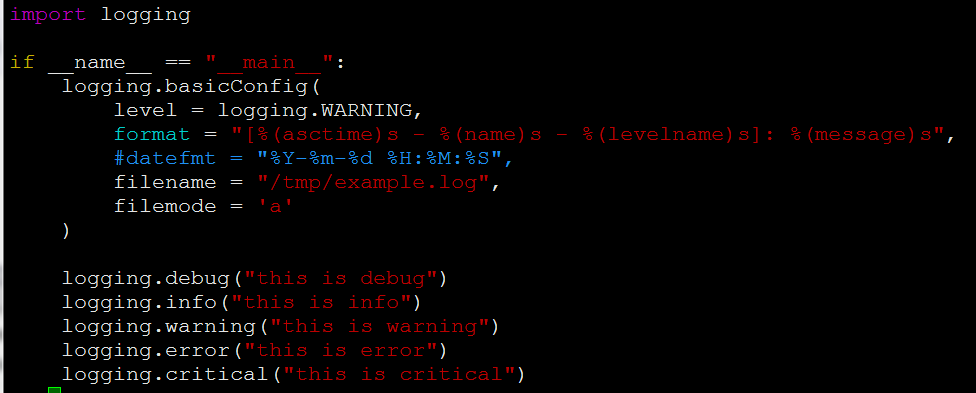 import logging

if __name__ == "__main__":
    logging.basicConfig(
        level = logging.WARNING,
        format = "[%(asctime)s - %(name)s - %(levelname)s]: %(message)s",
        #datefmt = "%Y-%m-%d %H:%M:%S",
        filename = "/tmp/example.log",
        filemode = 'a'
    )

    logging.debug("this is debug")
    logging.info("this is info")
    logging.warning("this is warning")
    logging.error("this is error")
    logging.critical("this is critical")